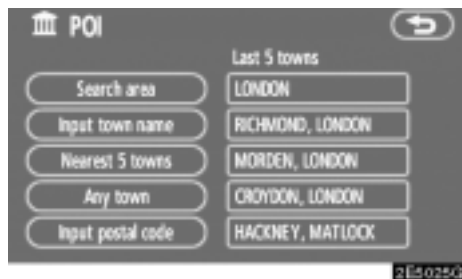 POI
Last 5 towns
Search area LONDON
Input town name RICHMOND, LONDON
Nearest 5 towns MORDEN, LONDON
Any town CROYDON, LONDON
Input postal code HACKNEY, MATLOCK
2E5025G